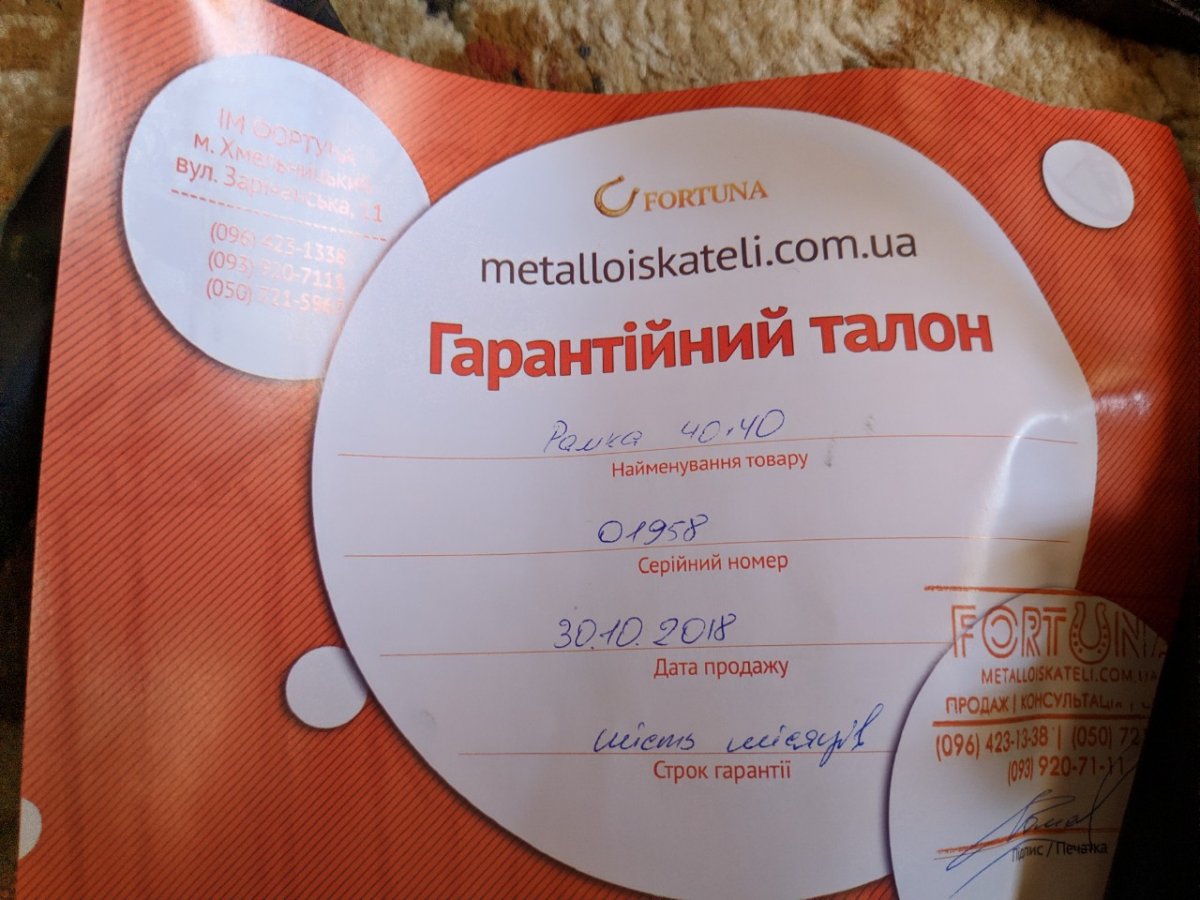 ІМ ФОРТУНА
м. Хмельницький
вул. Зарічанська, 11
(096) 423-1338
(093) 920-7111
(050)
FORTUNA
metalloiskateli.com.ua
Гарантійний талон
Рамка 40*40
Найменування товару
01958
Серійний номер
30.10.2018
Дата продажу
шість місяців
Строк гарантії
FORTUNA
METALLOISKATELI.COM.UA
ПРОДАЖ | КОНСУЛЬТАЦІЇ |
(096) 423-13-38 | (050) 72
(093) 920-71-11
Підпис / Печатка